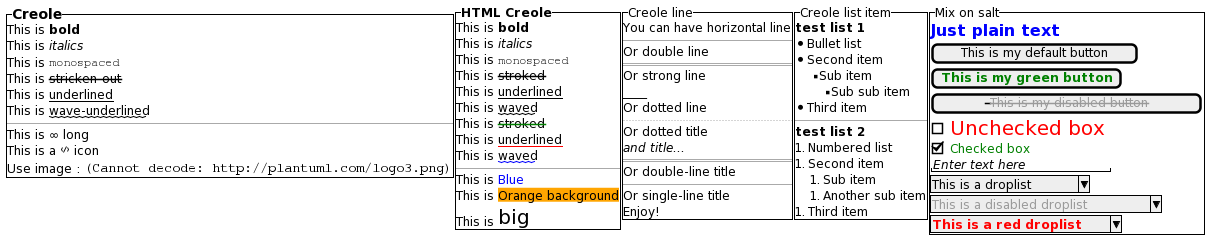 Creole
This is bold
This is italics
This is monospaced
This is stricken-out
This is underlined
This is wave-underlined
This is ∞ long
This is a </> icon
Use image : (Cannot decode: http://plantuml.com/logo3.png)
HTML Creole
This is bold
This is italics
This is monospaced
This is stroked
This is underlined
This is waved
This is stroked
This is underlined
This is waved
This is Blue
This is Orange background
This is big
Creole line
You can have horizontal line
Or double line
Or strong line
____
Or dotted line
Or dotted title
and title...
Or double-line title
Or single-line title
Enjoy!
Creole list item
test list 1
• Bullet list
• Second item
▪ Sub item
▪ Sub sub item
• Third item
test list 2
1. Numbered list
1. Second item
1. Sub item
1. Another sub item
1. Third item
Mix on salt
Just plain text
This is my default button
This is my green button
This is my disabled button
Unchecked box
Checked box
Enter text here
This is a droplist
This is a disabled droplist
This is a red droplist